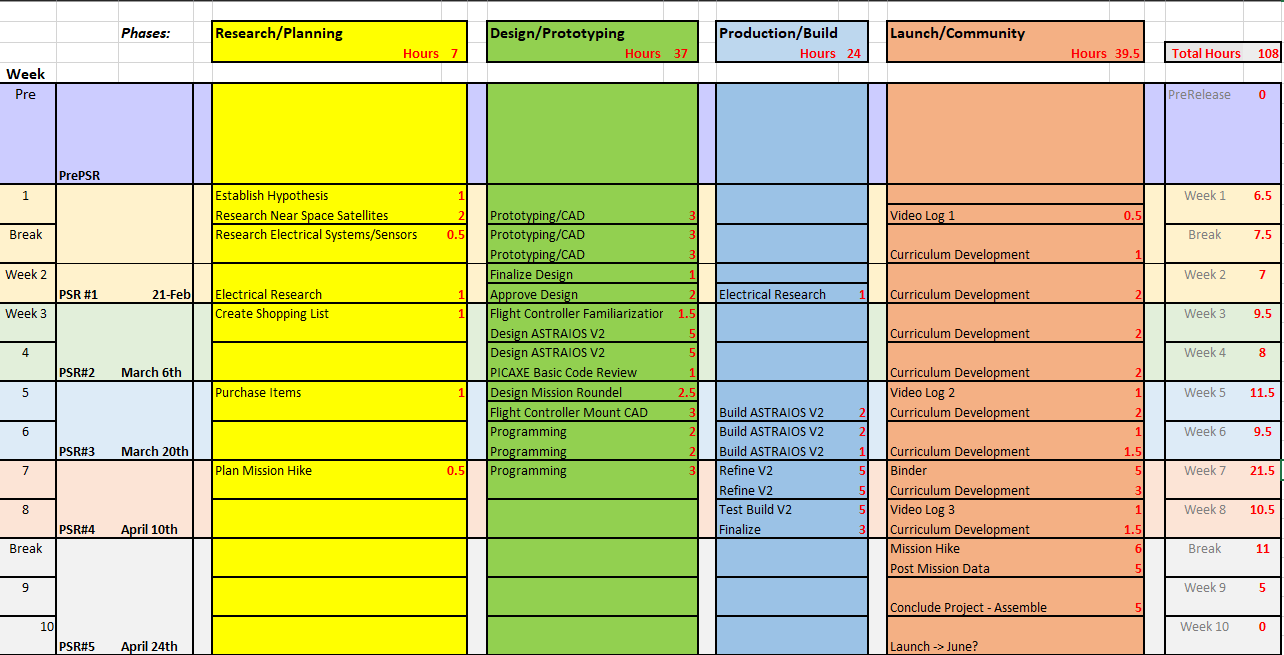 Phases: Research/Planning Design/Prototyping Production/Build Launch/Community
Hours 7 Hours 37 Hours 24 Hours 39.5 Total Hours 108
Week
Pre PreRelease 0
PrePSR
1 Establish Hypothesis 1 Week 1 6.5
Research Near Space Satellites 2 Prototyping/CAD 3 Video Log 1 0.5
Break Research Electrical Systems/Sensors 0.5 Prototyping/CAD 3 Break 7.5
Prototyping/CAD 3 Curriculum Development 1
Week 2 Finalize Design 1 Week 2 7
PSR #1 21-Feb Electrical Research 1 Approve Design 2 Electrical Research 1 Curriculum Development 2
Week 3 Create Shopping List 1 Flight Controller Familiarization 1.5 Week 3 9.5
Design ASTRAIOS V2 5 Curriculum Development 2
4 Design ASTRAIOS V2 5 Week 4 8
PSR#2 March 6th PICAXE Basic Code Review 1 Curriculum Development 2
5 Purchase Items 1 Design Mission Roundel 2.5 Video Log 2 1 Week 5 11.5
Flight Controller Mount CAD 3 Build ASTRAIOS V2 2 Curriculum Development 2
6 Programming 2 Build ASTRAIOS V2 2 1 Week 6 9.5
PSR#3 March 20th Programming 2 Build ASTRAIOS V2 1 Curriculum Development 1.5
7 Plan Mission Hike 0.5 Programming 3 Refine V2 5 Binder 5 Week 7 21.5
Refine V2 5 Curriculum Development 3
8 Test Build V2 5 Video Log 3 1 Week 8 10.5
PSR#4 April 10th Finalize 3 Curriculum Development 1.5
Break Mission Hike 6 Break 11
Post Mission Data 5
9 Week 9 5
Conclude Project - Assemble 5
10 Week 10 0
PSR#5 April 24th Launch -> June?